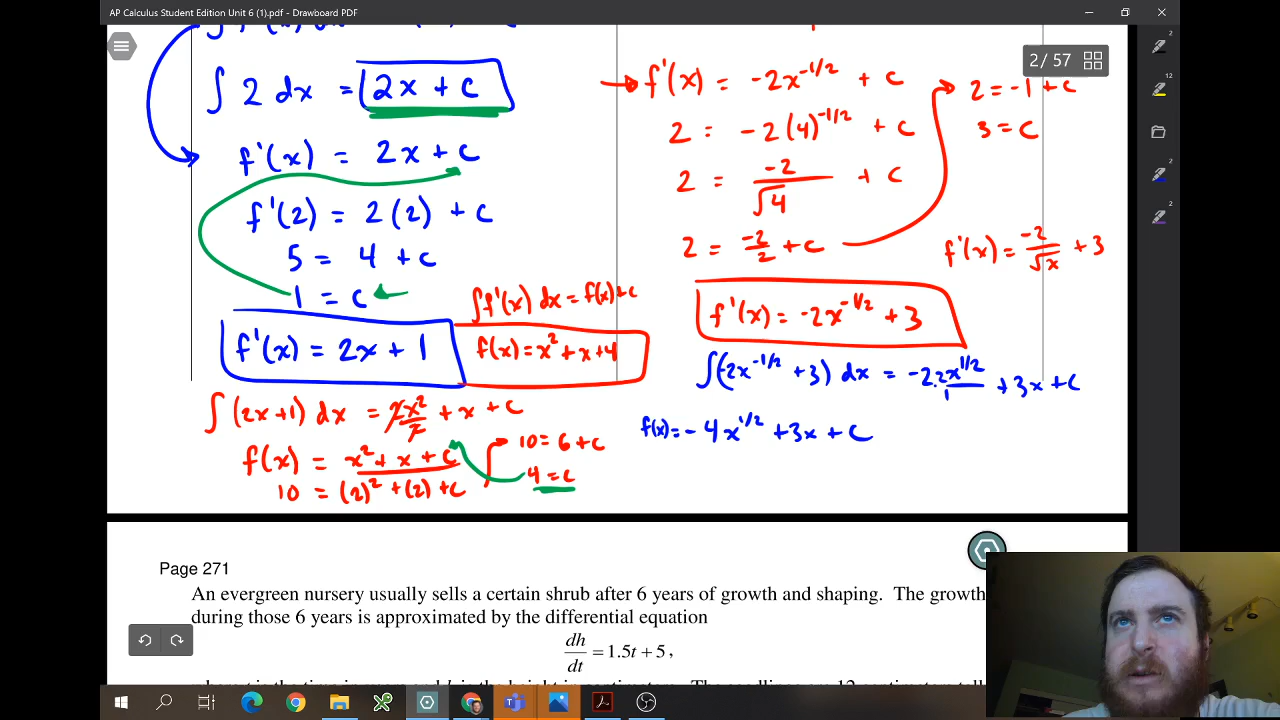 AP Calculus Student Edition Unit 6 (1).pdf - Drawboard PDF
2 / 57
∫ 2 dx = 2x + c
f'(x) = 2x + c
f'(2) = 2(2) + c
5 = 4 + c
1 = c
f'(x) = 2x + 1
∫f'(x) dx = f(x) + c
f(x) = x² + x + 4
∫ (2x+1) dx = 2x²/2 + x + c
f(x) = x² + x + c
10 = (2)² + (2) + c
10 = 6 + c
4 = c
f'(x) = -2x^-1/2 + c
2 = -2(4)^-1/2 + c
2 = -2/√4 + c
2 = -2/2 + c
2 = -1 + c
3 = c
f'(x) = -2/√x + 3
f'(x) = -2x^-1/2 + 3
∫(-2x^-1/2 + 3) dx = -2·2x^1/2/1 + 3x + c
f(x) = -4x^1/2 + 3x + c
Page 271
An evergreen nursery usually sells a certain shrub after 6 years of growth and shaping. The growth
during those 6 years is approximated by the differential equation
dh/dt = 1.5t + 5,